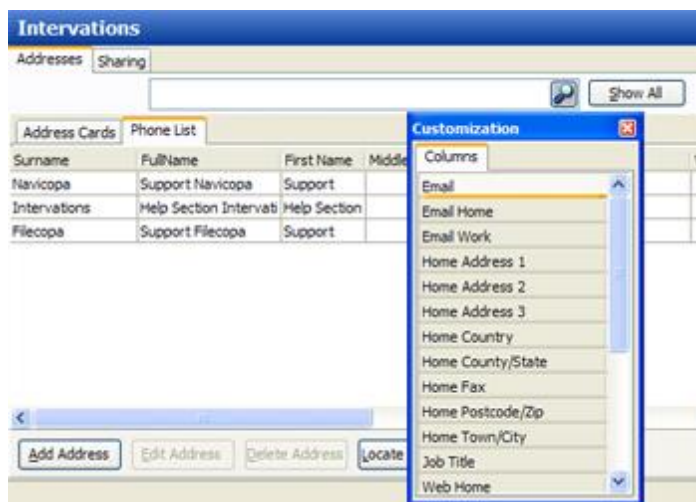 Intervations
Addresses Sharing
Show All
Address Cards Phone List
Surname FullName First Name Middle
Navicopa Support Navicopa Support
Intervations Help Section Intervati Help Section
Filecopa Support Filecopa Support
Customization
Columns
Email
Email Home
Email Work
Home Address 1
Home Address 2
Home Address 3
Home Country
Home County/State
Home Fax
Home Postcode/Zip
Home Town/City
Job Title
Web Home
Add Address Edit Address Delete Address Locate